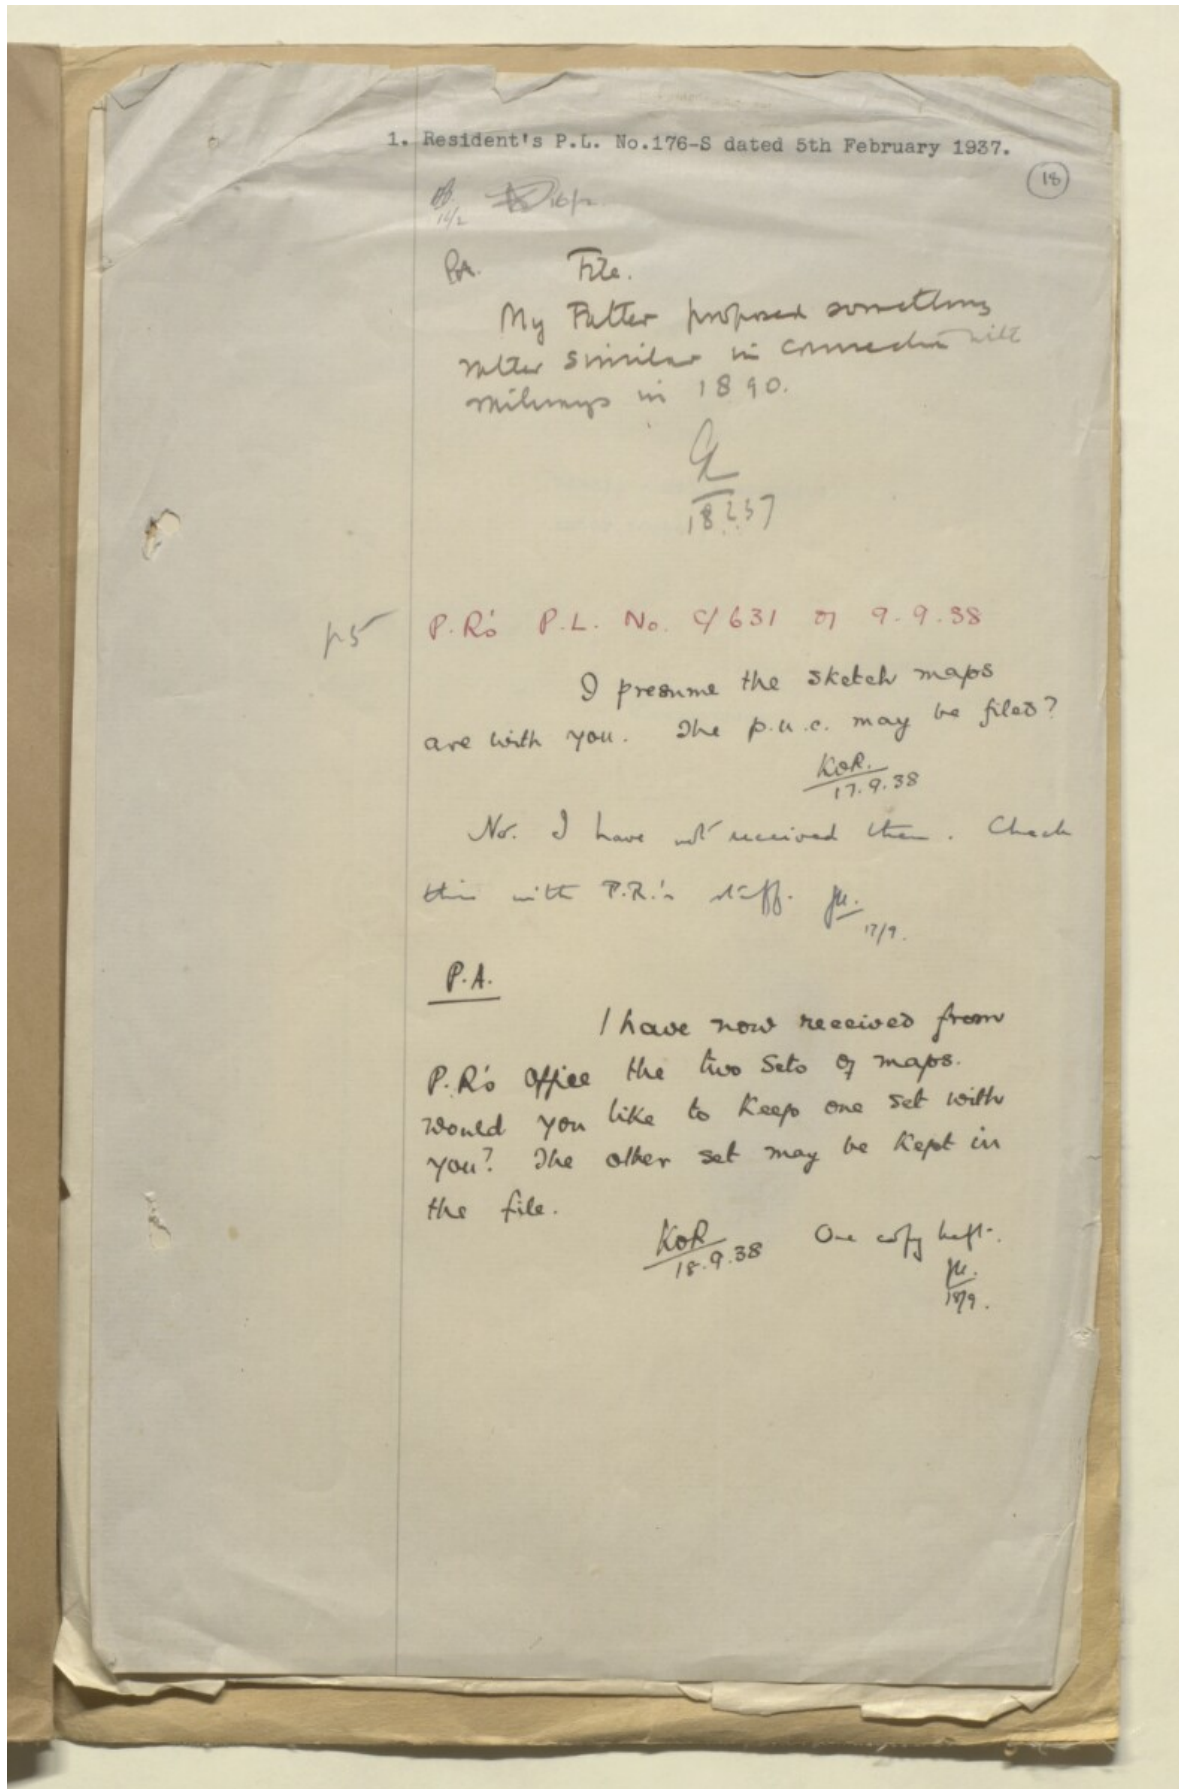 1. Resident's P.L. No.176-S dated 5th February 1937.
18
16/2
P.A. File.
My Father proposed something
rather similar in connection with
railways in 1890.
18.2.37
p5
P.R's P.L. No. C/631 of 9.9.38
I presume the sketch maps
are with you. The p.u.c. may be filed?
KOR.
17.9.38
No. I have not received them. Check
this with P.R.'s staff.
17/9.
P.A.
I have now received from
P.R's office the two sets of maps.
Would you like to keep one set with
you? The other set may be kept in
the file.
KOR
18.9.38
One copy kept.
18/9.